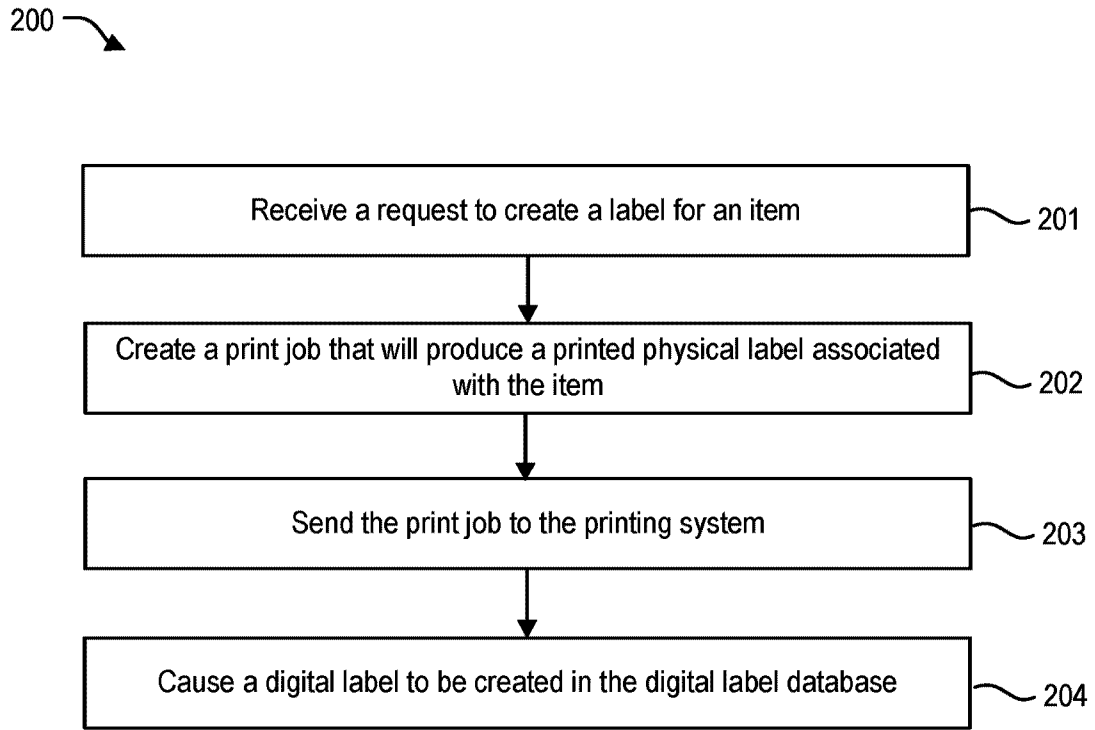 200
Receive a request to create a label for an item
201
Create a print job that will produce a printed physical label associated
with the item
202
Send the print job to the printing system
203
Cause a digital label to be created in the digital label database
204